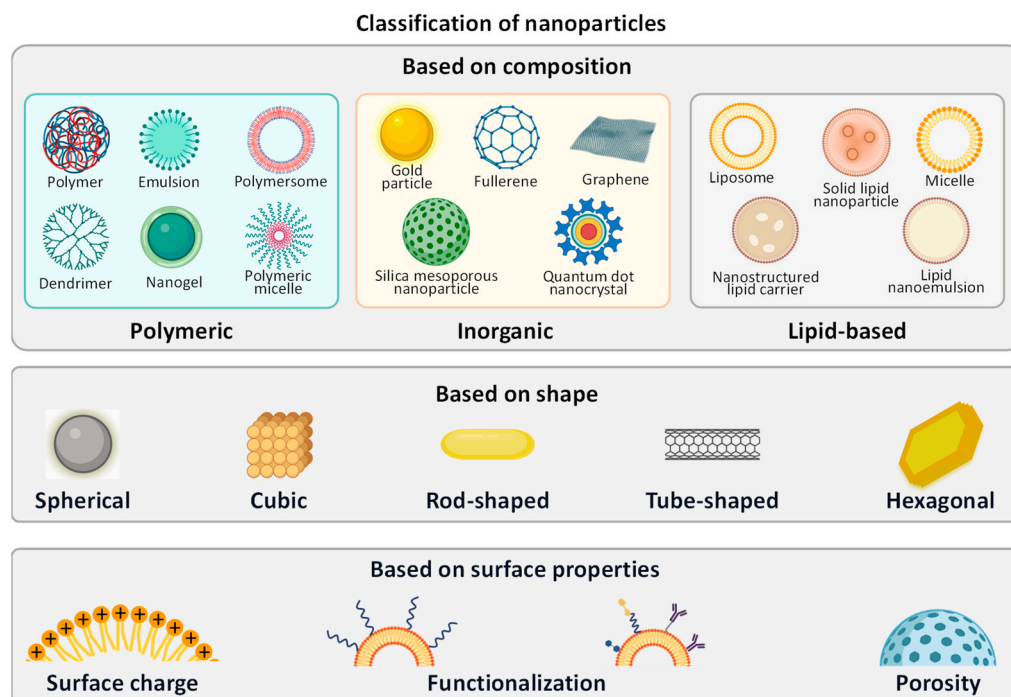 Classification of nanoparticles
Based on composition
Polymer
Emulsion
Polymersome
Dendrimer
Nanogel
Polymeric
micelle
Polymeric
Gold
particle
Fullerene
Graphene
Silica mesoporous
nanoparticle
Quantum dot
nanocrystal
Inorganic
Liposome
Solid lipid
nanoparticle
Micelle
Nanostructured
lipid carrier
Lipid
nanoemulsion
Lipid-based
Based on shape
Spherical
Cubic
Rod-shaped
Tube-shaped
Hexagonal
Based on surface properties
+ + + + + + + + + + +
Surface charge
Functionalization
Porosity